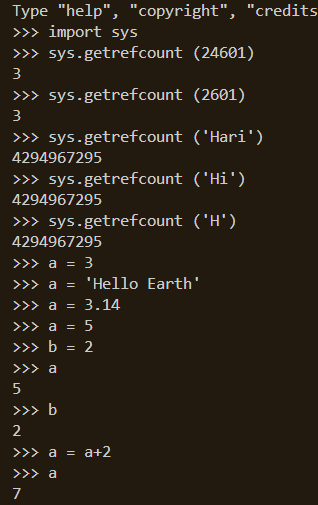 Type "help", "copyright", "credits
>>> import sys
>>> sys.getrefcount (24601)
3
>>> sys.getrefcount (2601)
3
>>> sys.getrefcount ('Hari')
4294967295
>>> sys.getrefcount ('Hi')
4294967295
>>> sys.getrefcount ('H')
4294967295
>>> a = 3
>>> a = 'Hello Earth'
>>> a = 3.14
>>> a = 5
>>> b = 2
>>> a
5
>>> b
2
>>> a = a+2
>>> a
7